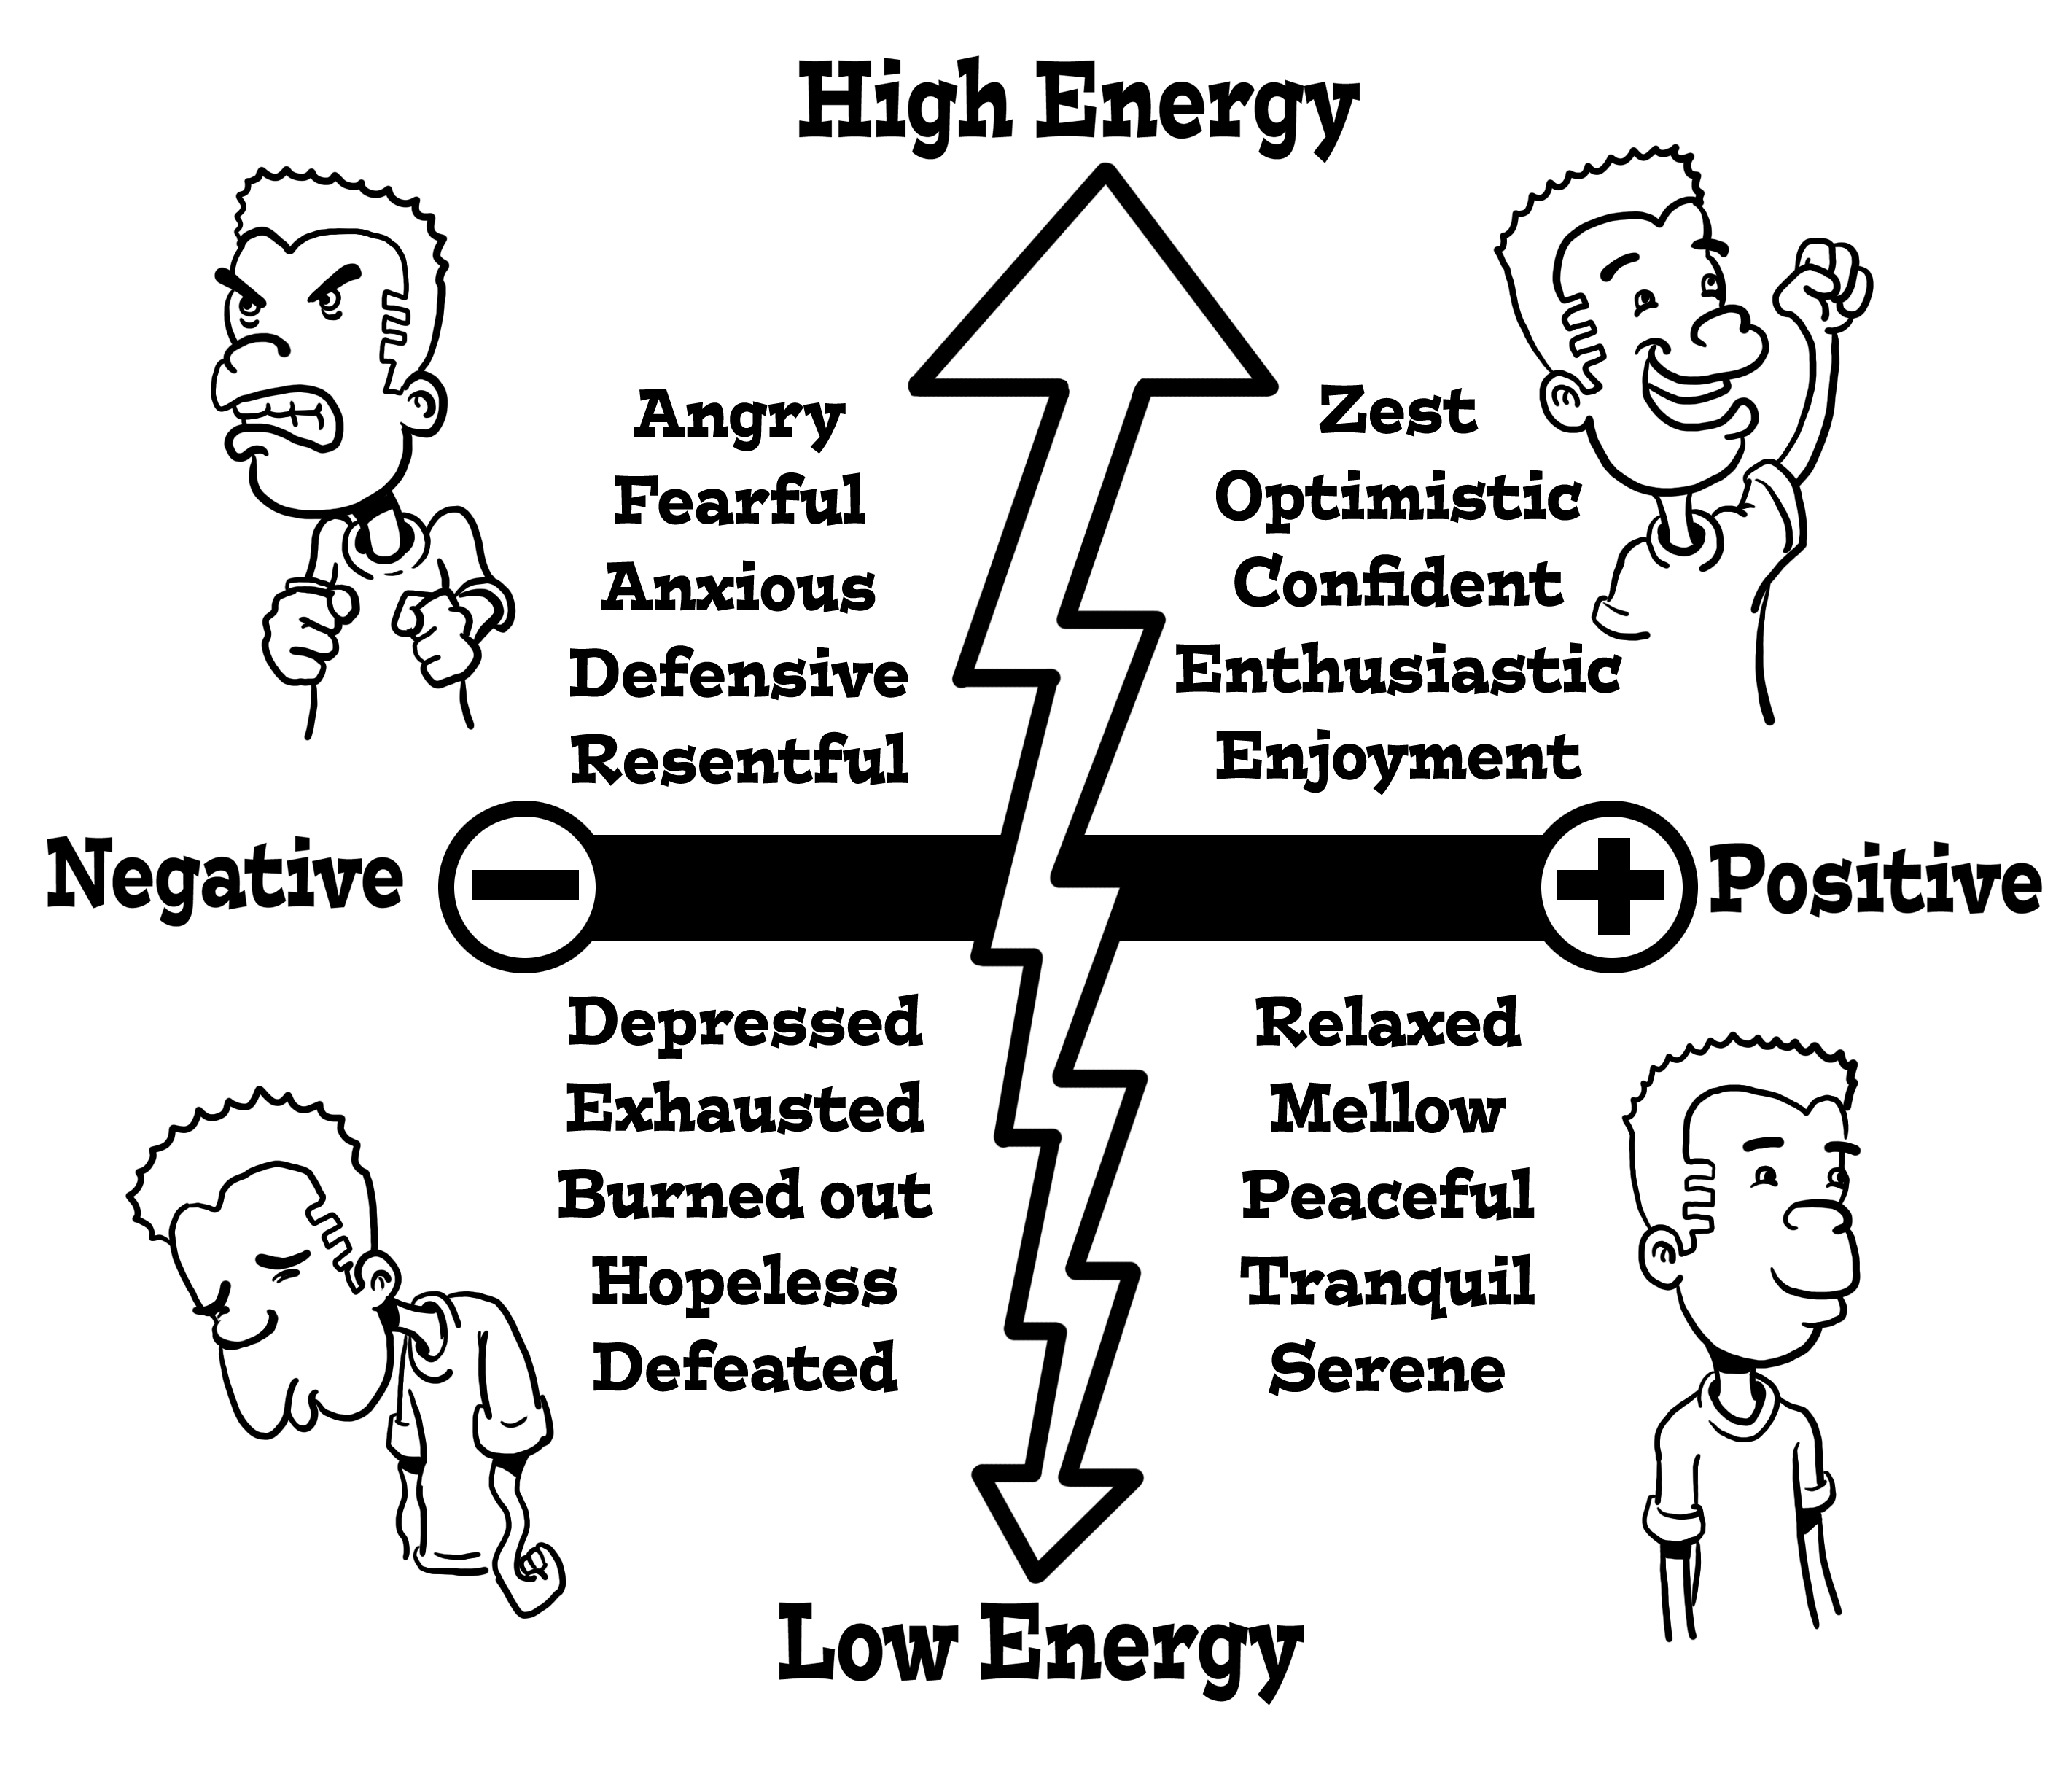 High Energy
Angry
Fearful
Anxious
Defensive
Resentful
Zest
Optimistic
Confident
Enthusiastic
Enjoyment
Negative
Positive
Depressed
Exhausted
Burned out
Hopeless
Defeated
Relaxed
Mellow
Peaceful
Tranquil
Serene
Low Energy